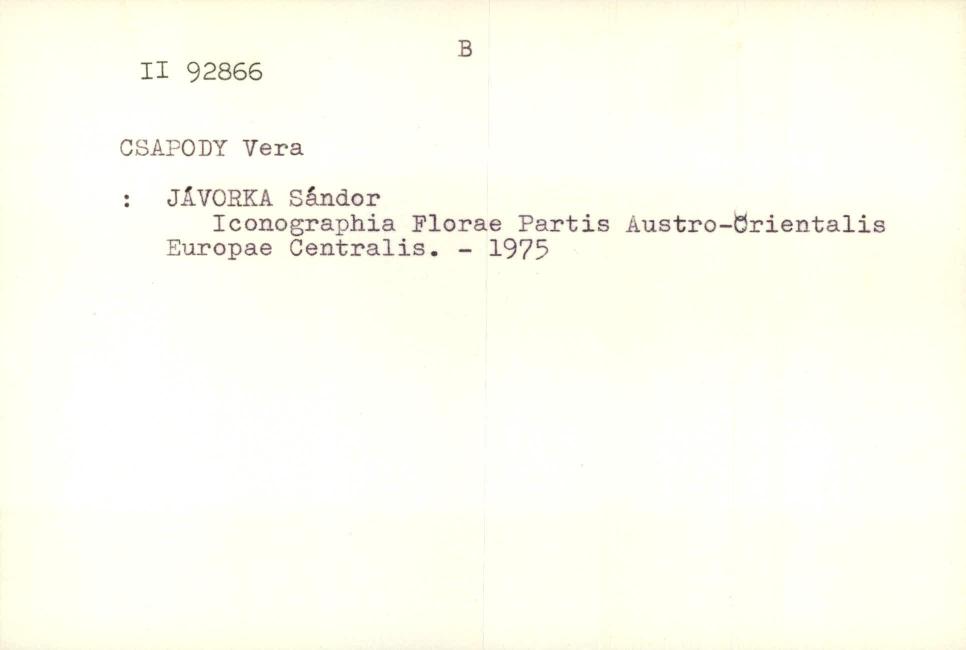 B
II 92866
CSAPODY Vera
: JÁVORKA Sándor
Iconographia Florae Partis Austro-Orientalis
Europae Centralis. - 1975